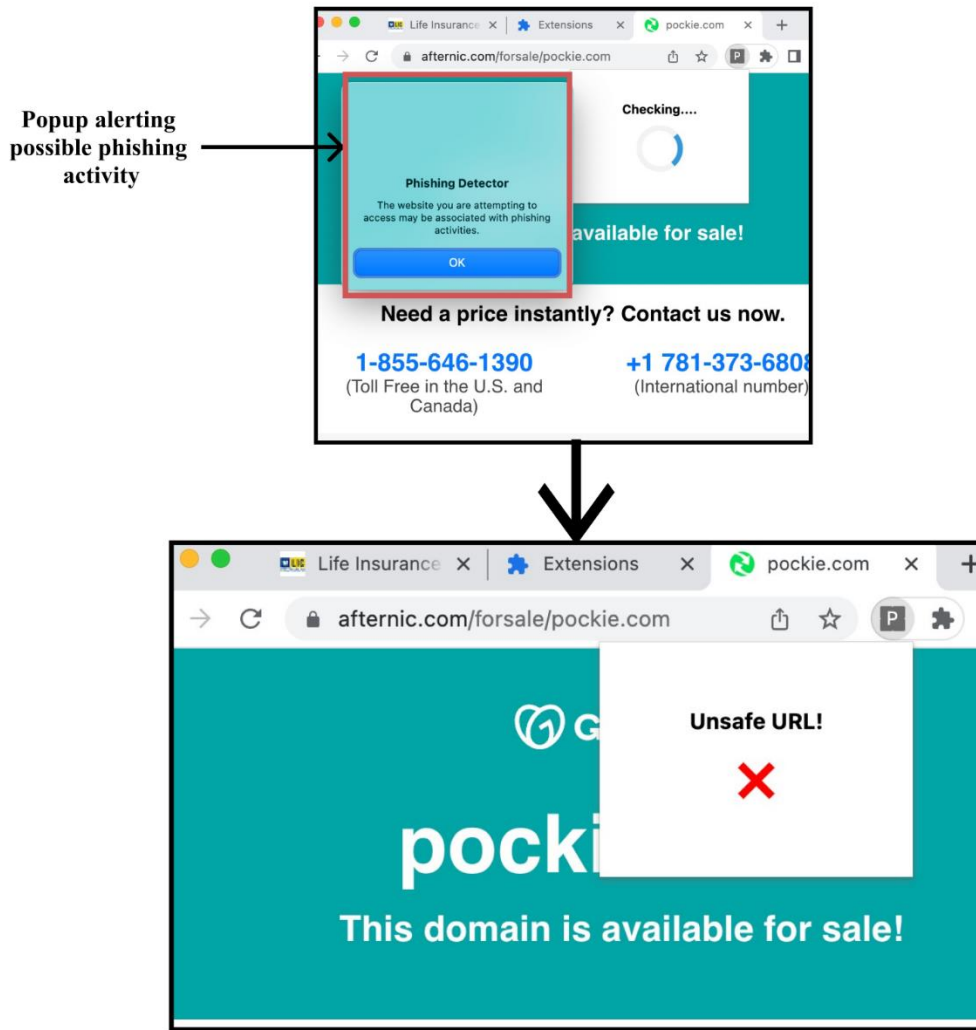 Life Insurance
Extensions
pockie.com
afternic.com/forsale/pockie.com
P
Popup alerting
possible phishing
activity
Checking....
Phishing Detector
The website you are attempting to
access may be associated with phishing
activities.
OK
available for sale!
Need a price instantly? Contact us now.
1-855-646-1390
(Toll Free in the U.S. and
Canada)
+1 781-373-6808
(International number)
LIC
Life Insurance
Extensions
pockie.com
afternic.com/forsale/pockie.com
P
G
Unsafe URL!
pocki
This domain is available for sale!